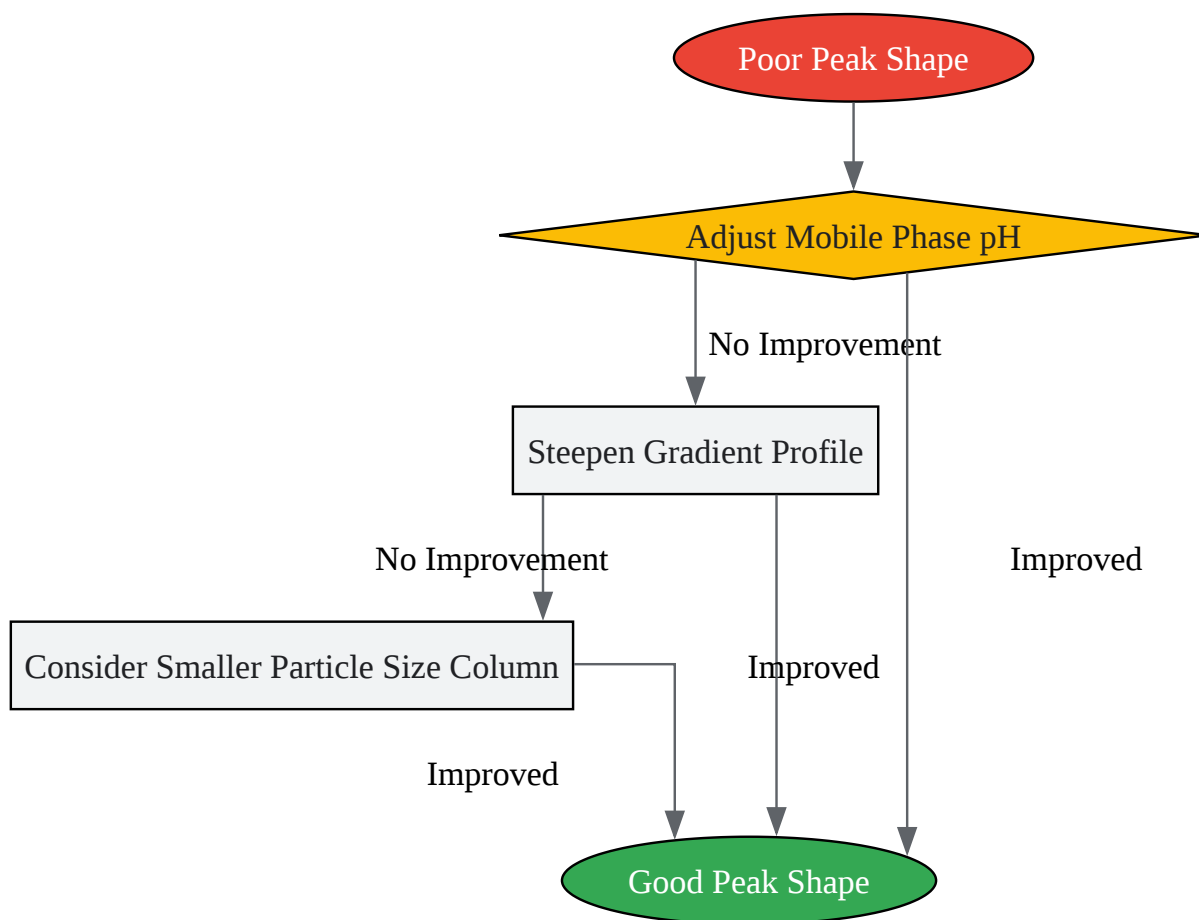 Poor Peak Shape
Adjust Mobile Phase pH
No Improvement
Steepen Gradient Profile
No Improvement
Improved
Consider Smaller Particle Size Column
Improved
Improved
Good Peak Shape